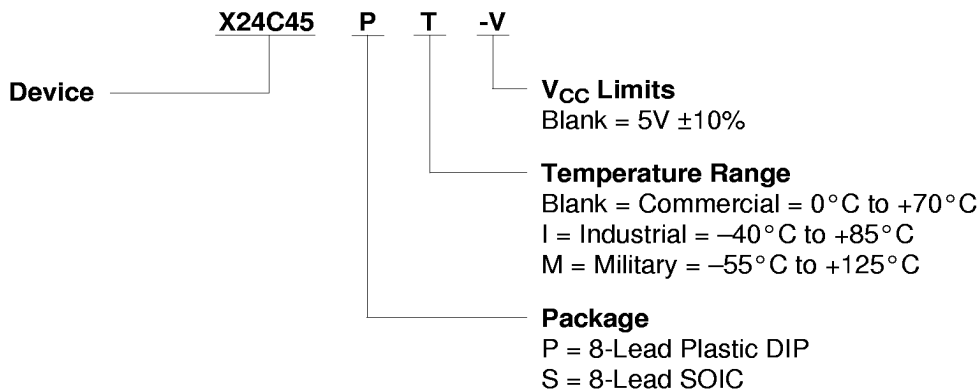 X24C45 P T -V
Device
VCC Limits
Blank = 5V ±10%
Temperature Range
Blank = Commercial = 0°C to +70°C
I = Industrial = –40°C to +85°C
M = Military = –55°C to +125°C
Package
P = 8-Lead Plastic DIP
S = 8-Lead SOIC